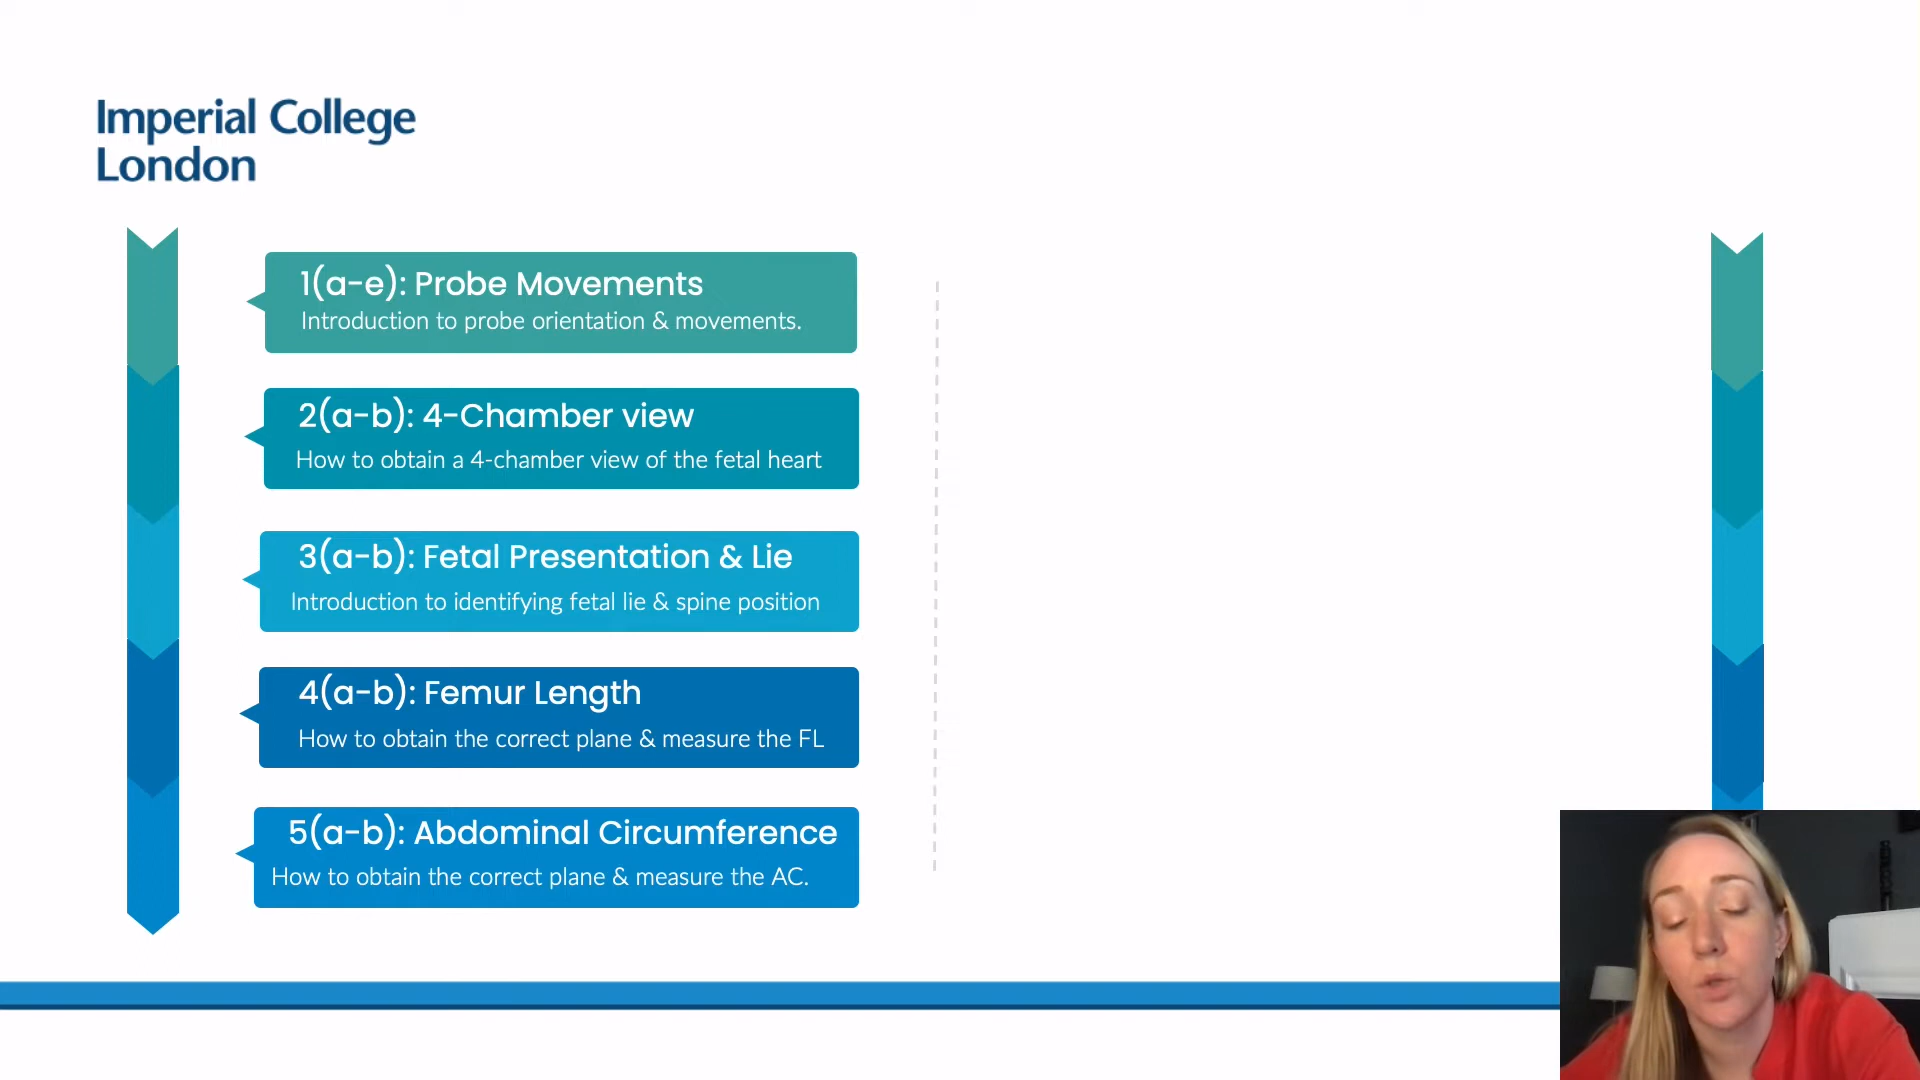 Imperial College
London
1(a-e): Probe Movements
Introduction to probe orientation & movements.
2(a-b): 4-Chamber view
How to obtain a 4-chamber view of the fetal heart
3(a-b): Fetal Presentation & Lie
Introduction to identifying fetal lie & spine position
4(a-b): Femur Length
How to obtain the correct plane & measure the FL
5(a-b): Abdominal Circumference
How to obtain the correct plane & measure the AC.